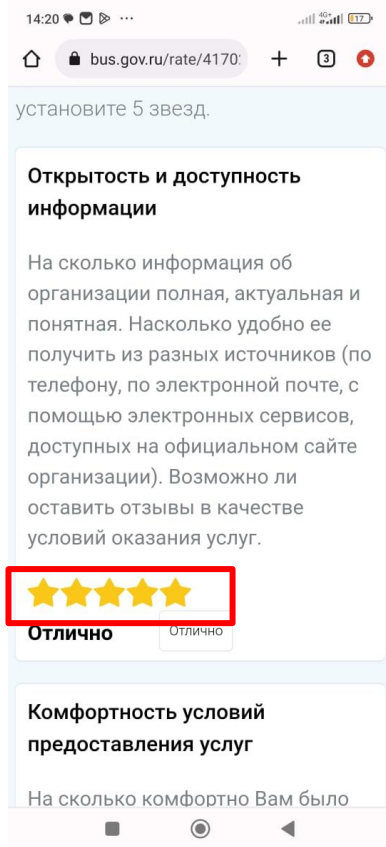 14:20
4G+
17
bus.gov.ru/rate/4170
3
установите 5 звезд.
Открытость и доступность
информации
На сколько информация об
организации полная, актуальная и
понятная. Насколько удобно ее
получить из разных источников (по
телефону, по электронной почте, с
помощью электронных сервисов,
доступных на официальном сайте
организации). Возможно ли
оставить отзывы в качестве
условий оказания услуг.
Отлично
Отлично
Комфортность условий
предоставления услуг
На сколько комфортно Вам было